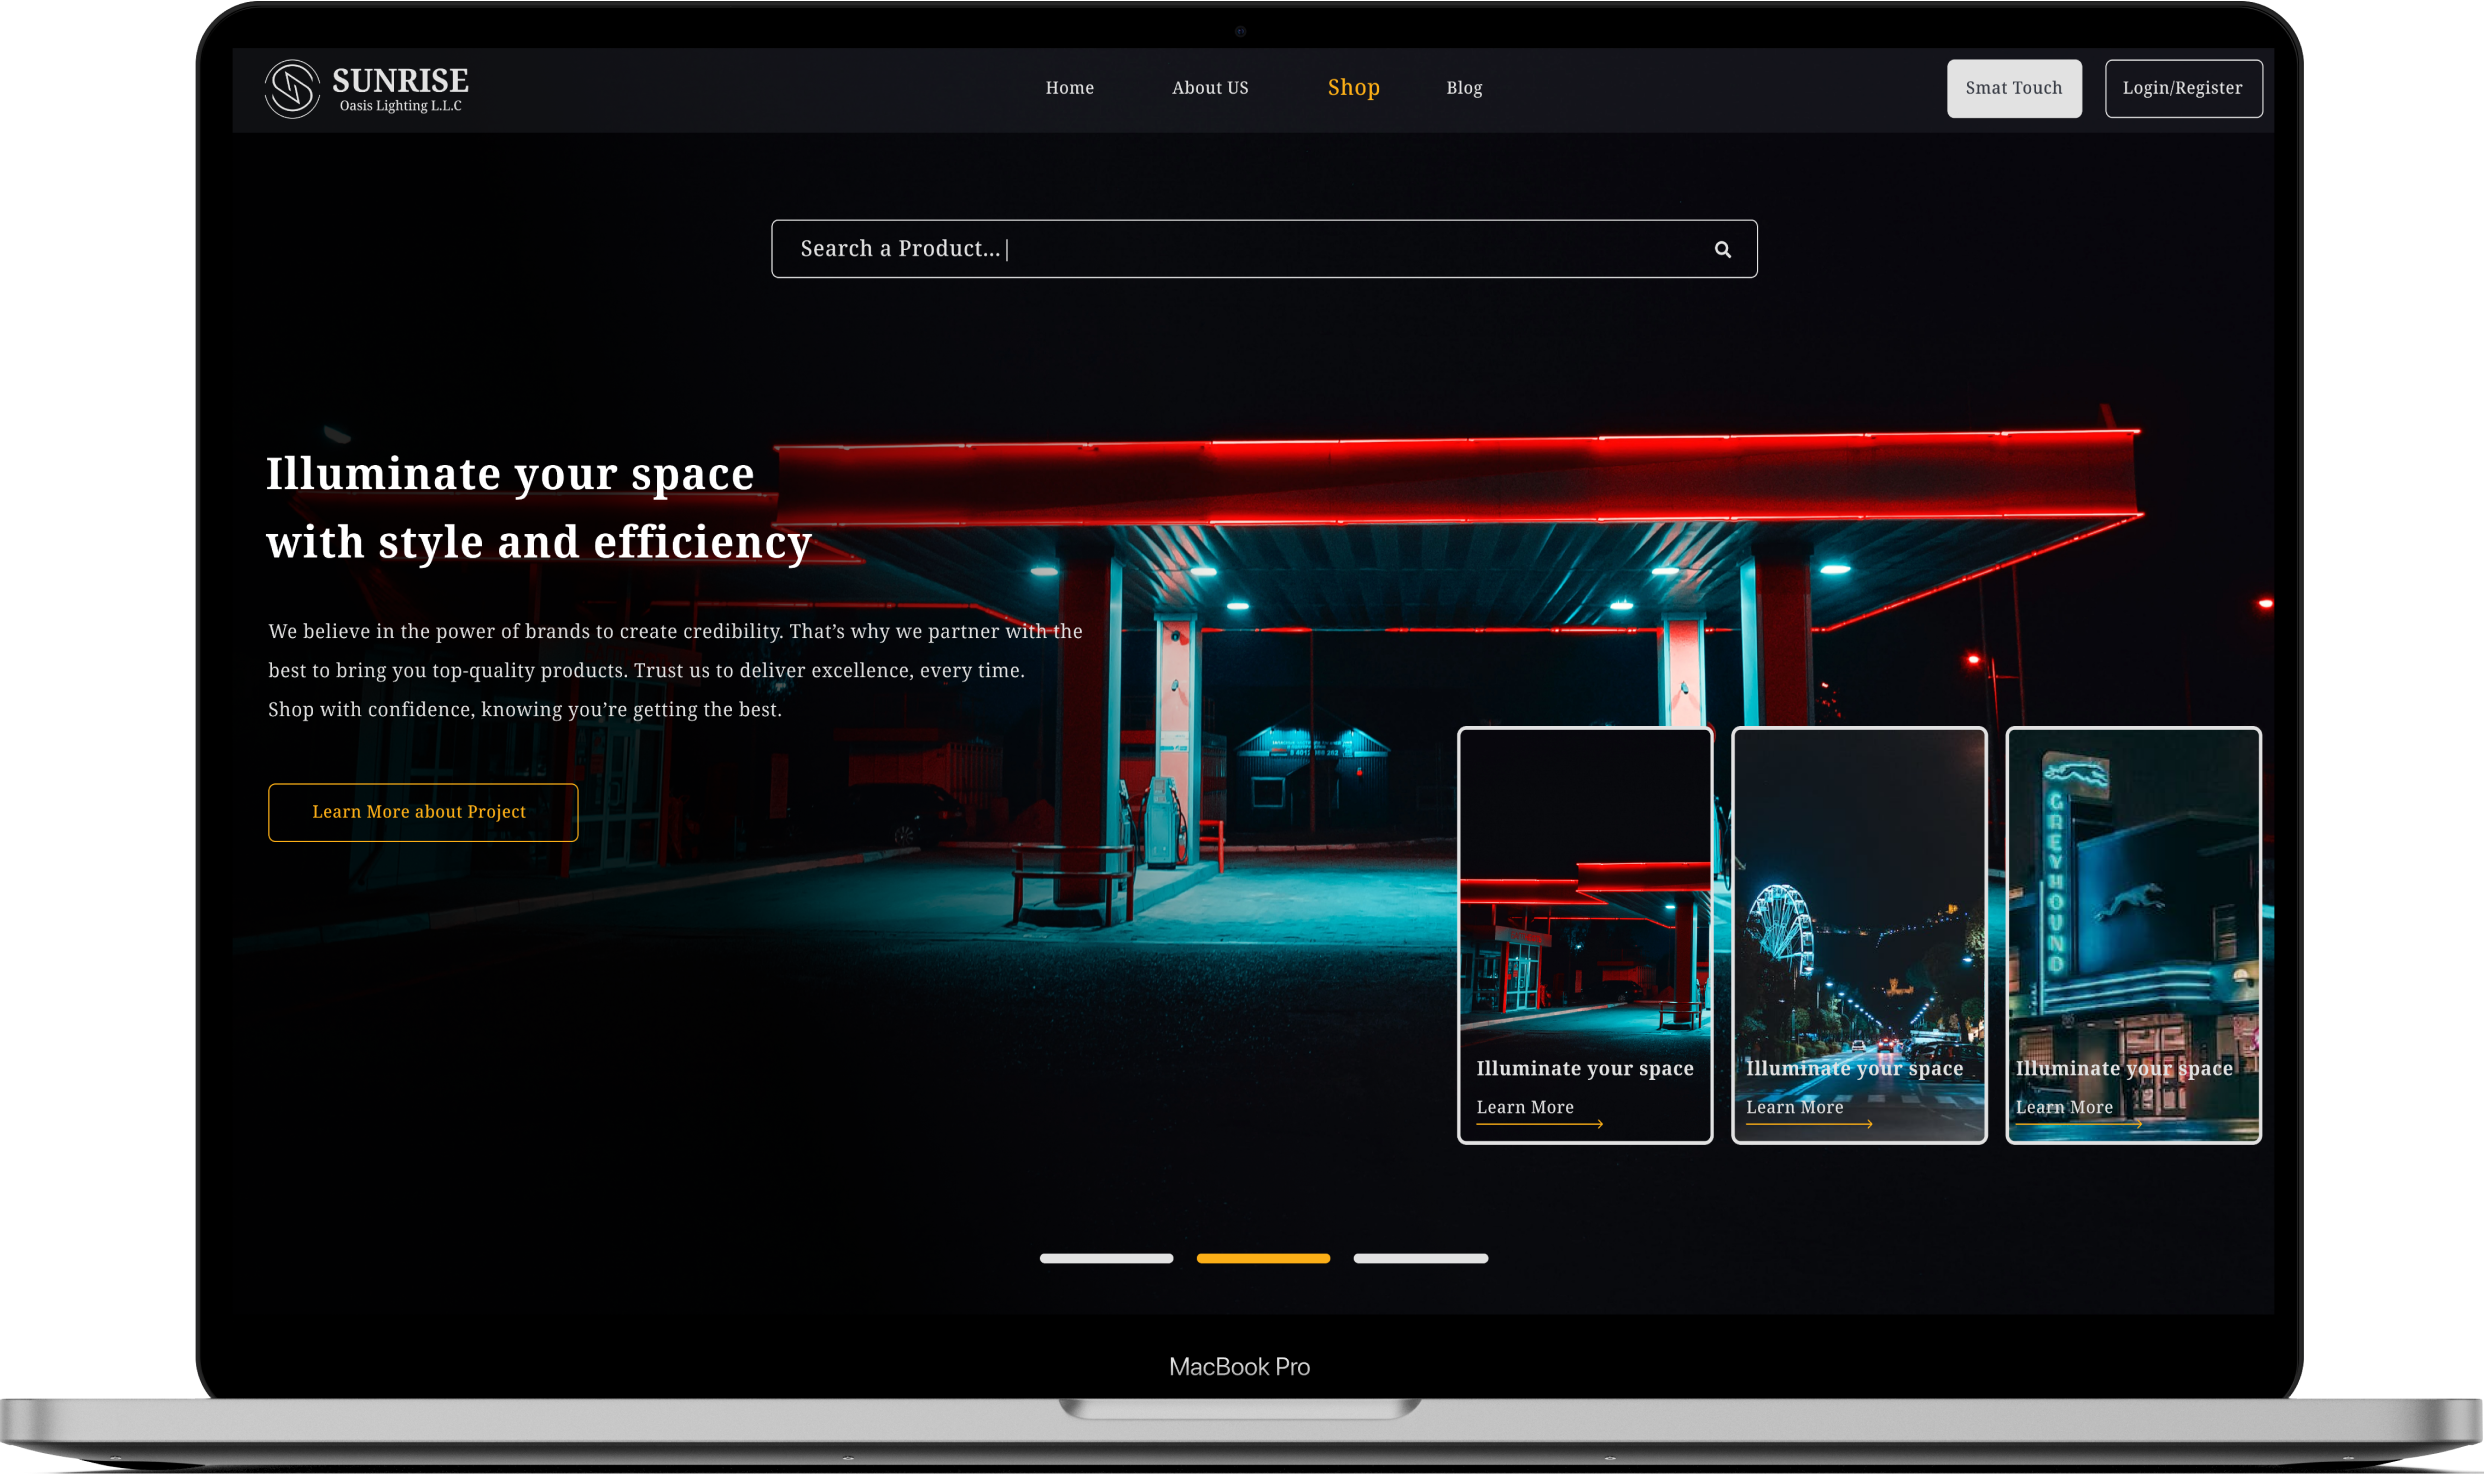 SUNRISE
Oasis Lighting L.L.C
Home
About US
Shop
Blog
Smat Touch
Login/Register
Search a Product...|
Illuminate your space
with style and efficiency
We believe in the power of brands to create credibility. That’s why we partner with the
best to bring you top-quality products. Trust us to deliver excellence, every time.
Shop with confidence, knowing you’re getting the best.
Learn More about Project
GREYHOUND
Illuminate your space
Learn More
Illuminate your space
Learn More
Illuminate your space
Learn More
MacBook Pro